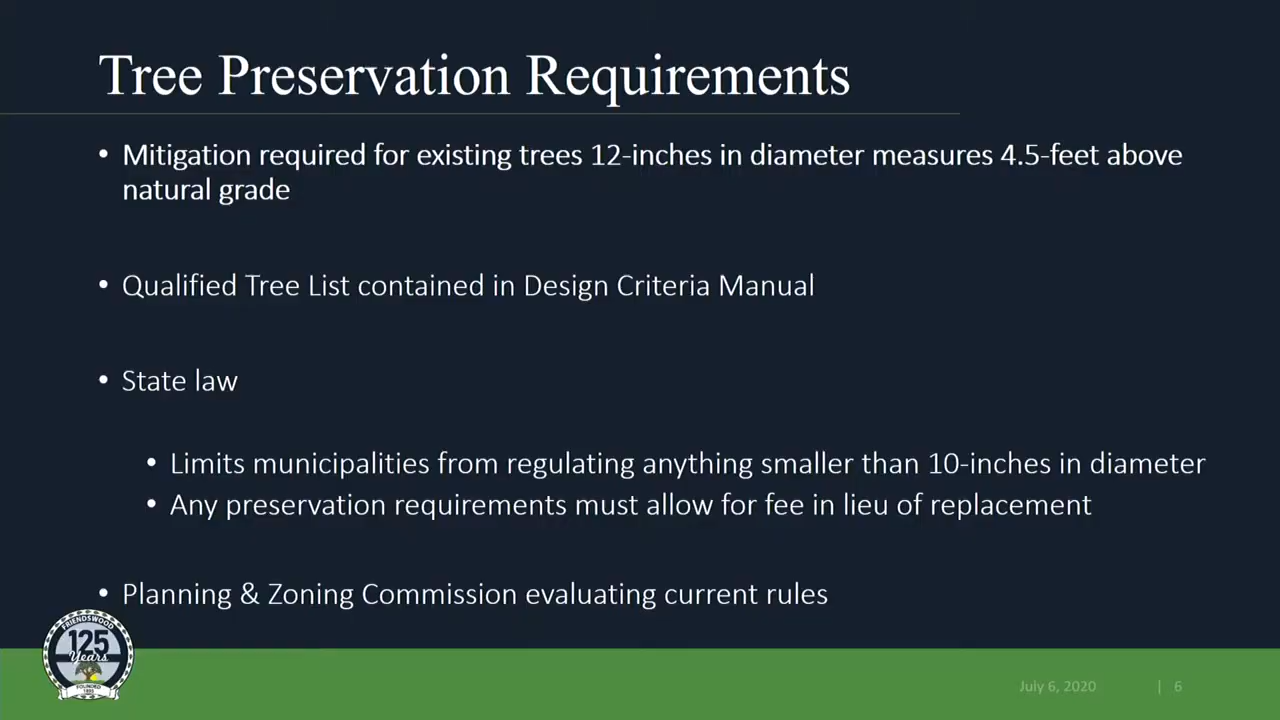 Tree Preservation Requirements
• Mitigation required for existing trees 12-inches in diameter measures 4.5-feet above
natural grade
• Qualified Tree List contained in Design Criteria Manual
• State law
• Limits municipalities from regulating anything smaller than 10-inches in diameter
• Any preservation requirements must allow for fee in lieu of replacement
• Planning & Zoning Commission evaluating current rules
FRIENDSWOOD
125
Years
FOUNDED
1895
July 6, 2020 | 6